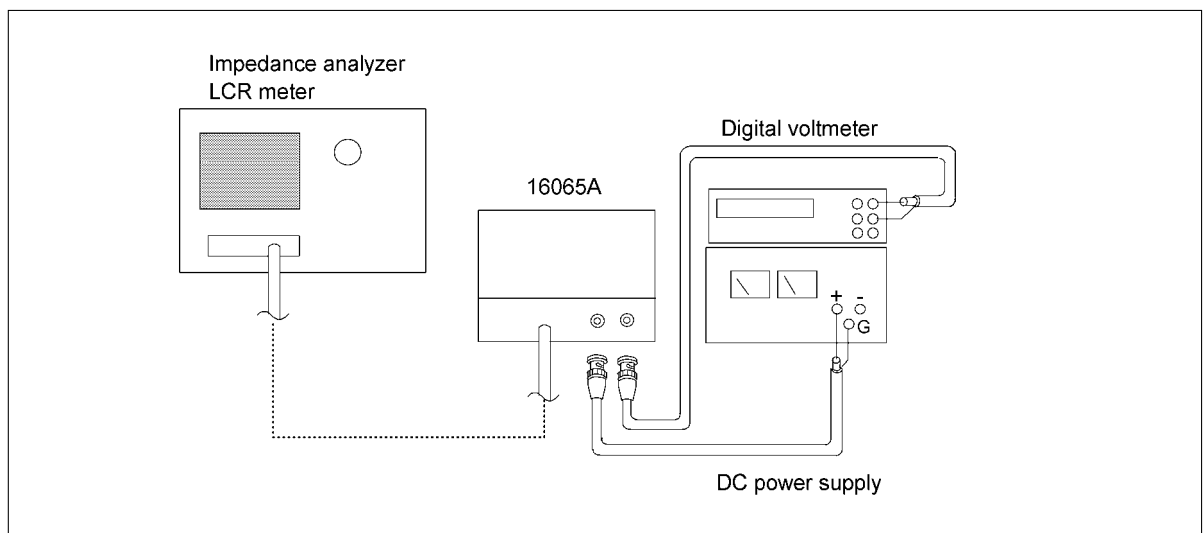 Impedance analyzer
LCR meter
Digital voltmeter
16065A
+ -
G
DC power supply